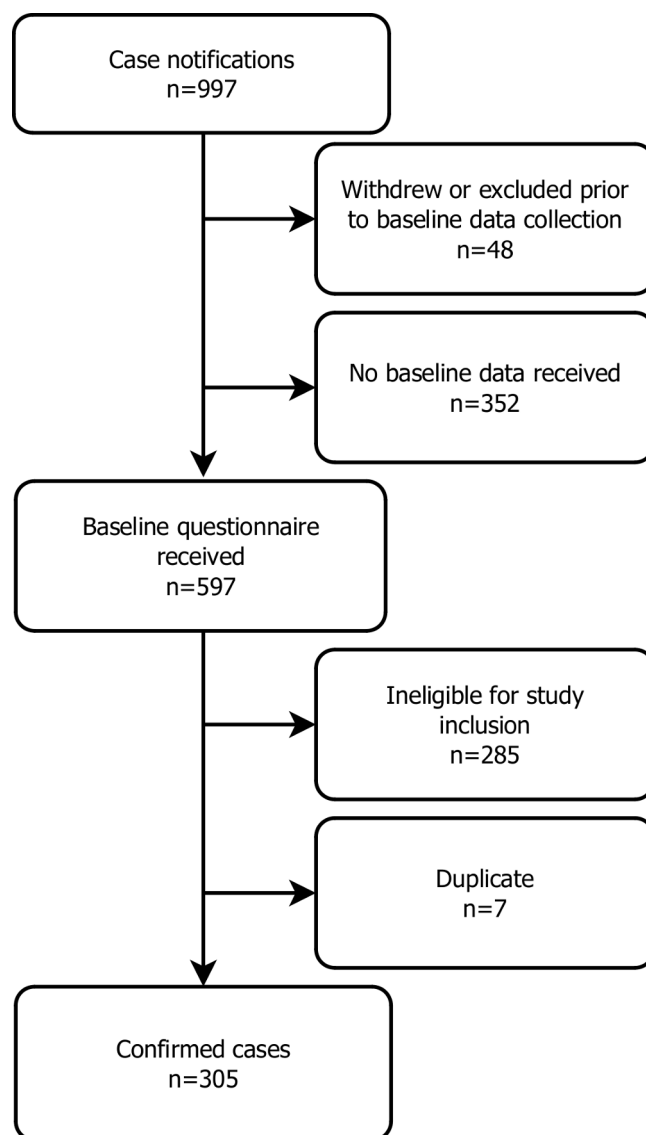 Case notifications
n=997
Withdrew or excluded prior
to baseline data collection
n=48
No baseline data received
n=352
Baseline questionnaire
received
n=597
Ineligible for study
inclusion
n=285
Duplicate
n=7
Confirmed cases
n=305